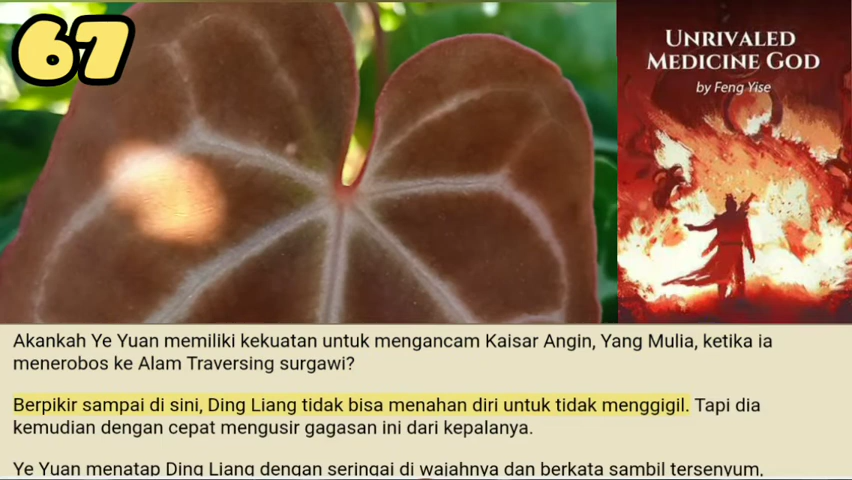 67
UNRIVALED
MEDICINE GOD
by Feng Yise
Akankah Ye Yuan memiliki kekuatan untuk mengancam Kaisar Angin, Yang Mulia, ketika ia
menerobos ke Alam Traversing surgawi?
Berpikir sampai di sini, Ding Liang tidak bisa menahan diri untuk tidak menggigil. Tapi dia
kemudian dengan cepat mengusir gagasan ini dari kepalanya.
Ye Yuan menatap Ding Liang dengan seringai di wajahnya dan berkata sambil tersenyum,